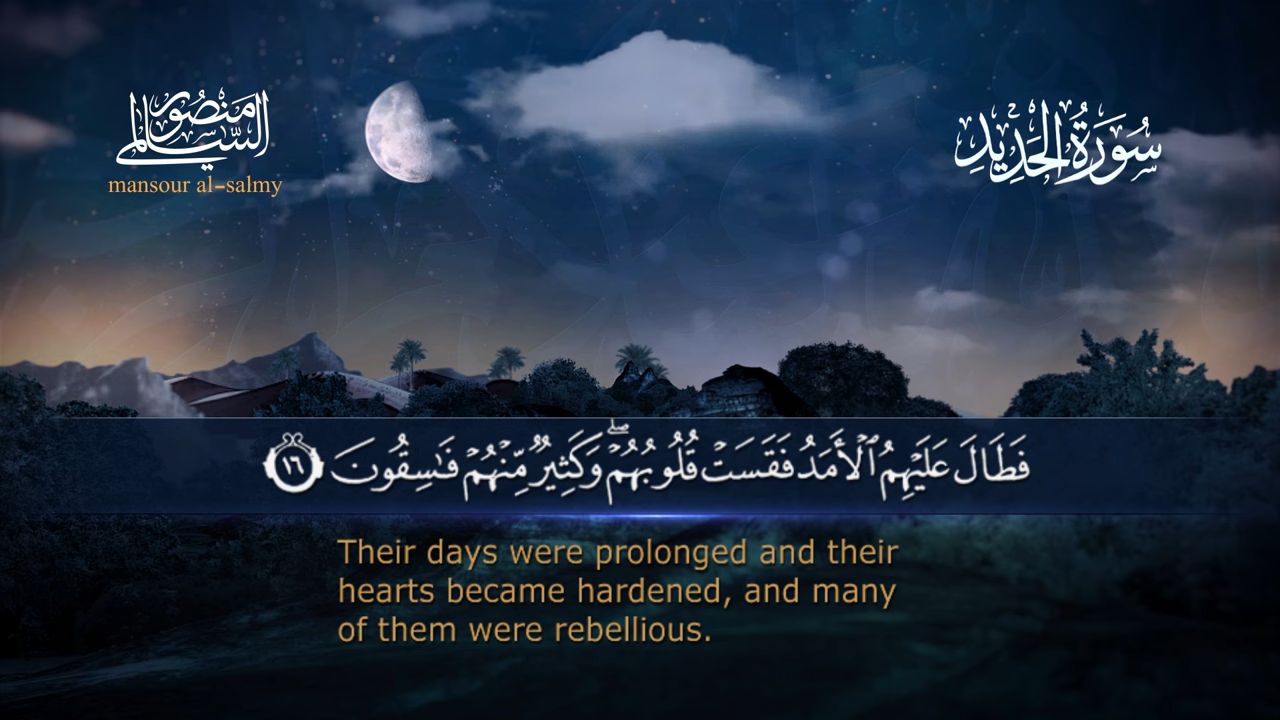 منصور السالمي
mansour al-salmy
سُورَةُ الحَدِيدِ
فَطَالَ عَلَيْهِمُ ٱلْأَمَدُ فَقَسَتْ قُلُوبُهُمْ ۖ وَكَثِيرٌ مِّنْهُمْ فَـٰسِقُونَ ١٦
Their days were prolonged and their
hearts became hardened, and many
of them were rebellious.